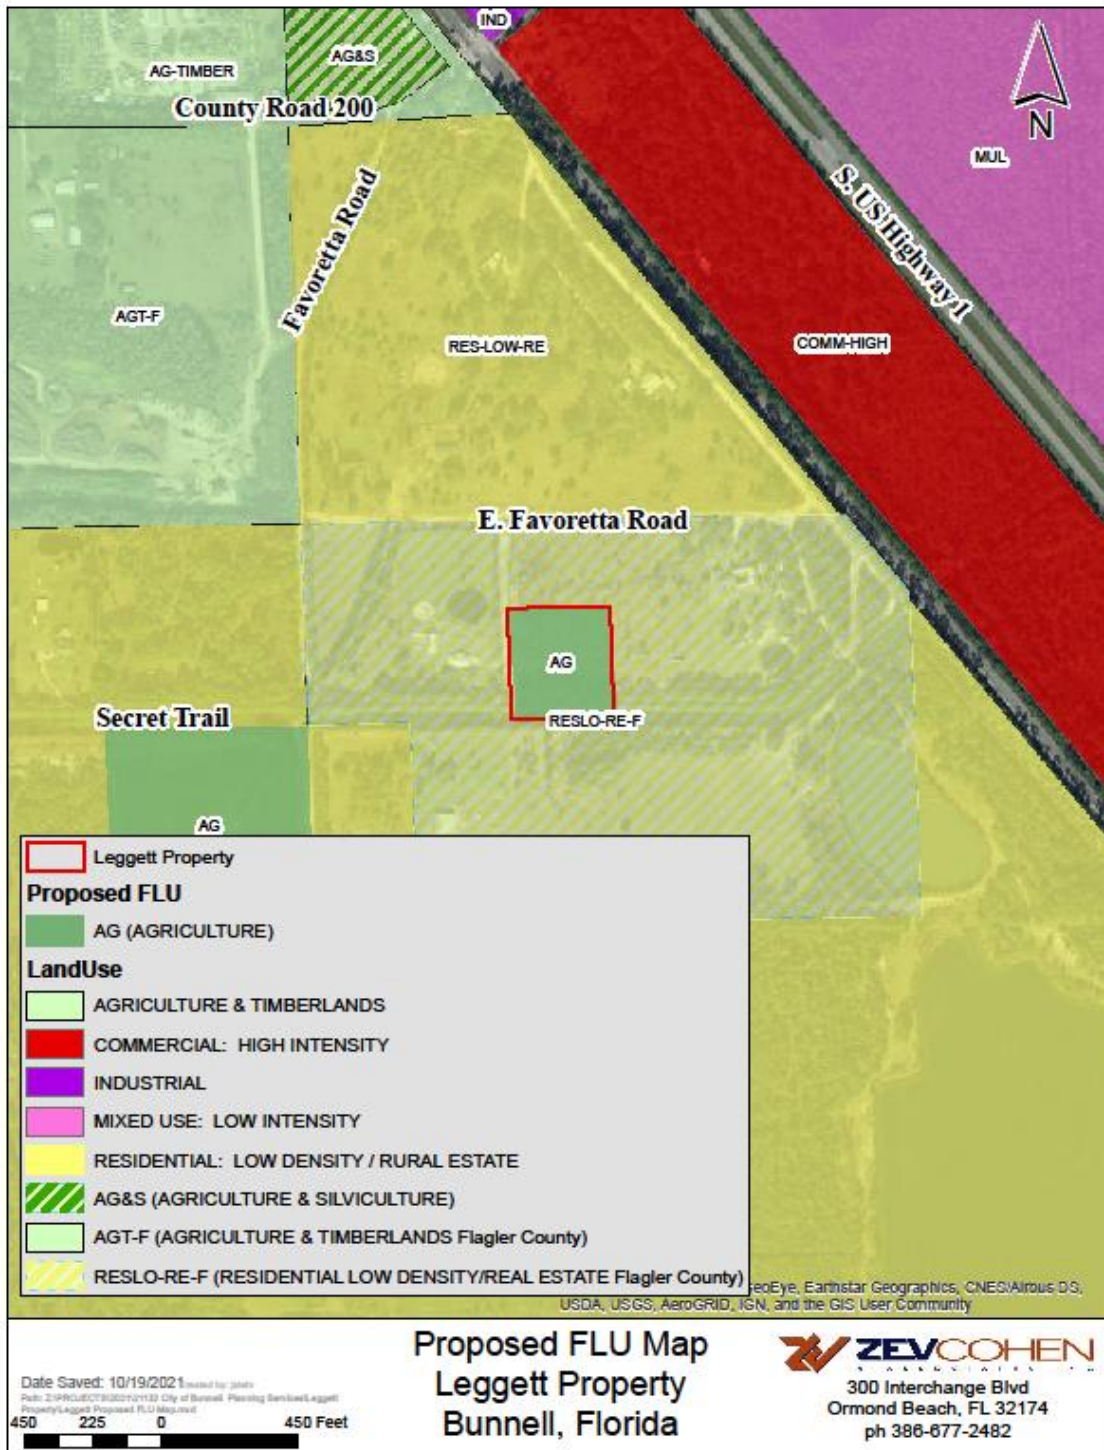 IND
AG&S
AG-TIMBER
County Road 200
N
MUL
S. US Highway 1
Favoretta Road
AGT-F
RES-LOW-RE
COMM-HIGH
E. Favoretta Road
AG
RESLO-RE-F
Secret Trail
AG
Leggett Property
Proposed FLU
AG (AGRICULTURE)
LandUse
AGRICULTURE & TIMBERLANDS
COMMERCIAL: HIGH INTENSITY
INDUSTRIAL
MIXED USE: LOW INTENSITY
RESIDENTIAL: LOW DENSITY / RURAL ESTATE
AG&S (AGRICULTURE & SILVICULTURE)
AGT-F (AGRICULTURE & TIMBERLANDS Flagler County)
RESLO-RE-F (RESIDENTIAL LOW DENSITY/REAL ESTATE Flagler County)
eoEye, Earthstar Geographics, CNES/Airbus DS,
USDA, USGS, AeroGRID, IGN, and the GIS User Community
Proposed FLU Map
Leggett Property
Bunnell, Florida
Date Saved: 10/19/2021
450 225 0 450 Feet
ZEVCOHEN
300 Interchange Blvd
Ormond Beach, FL 32174
ph 386-677-2482